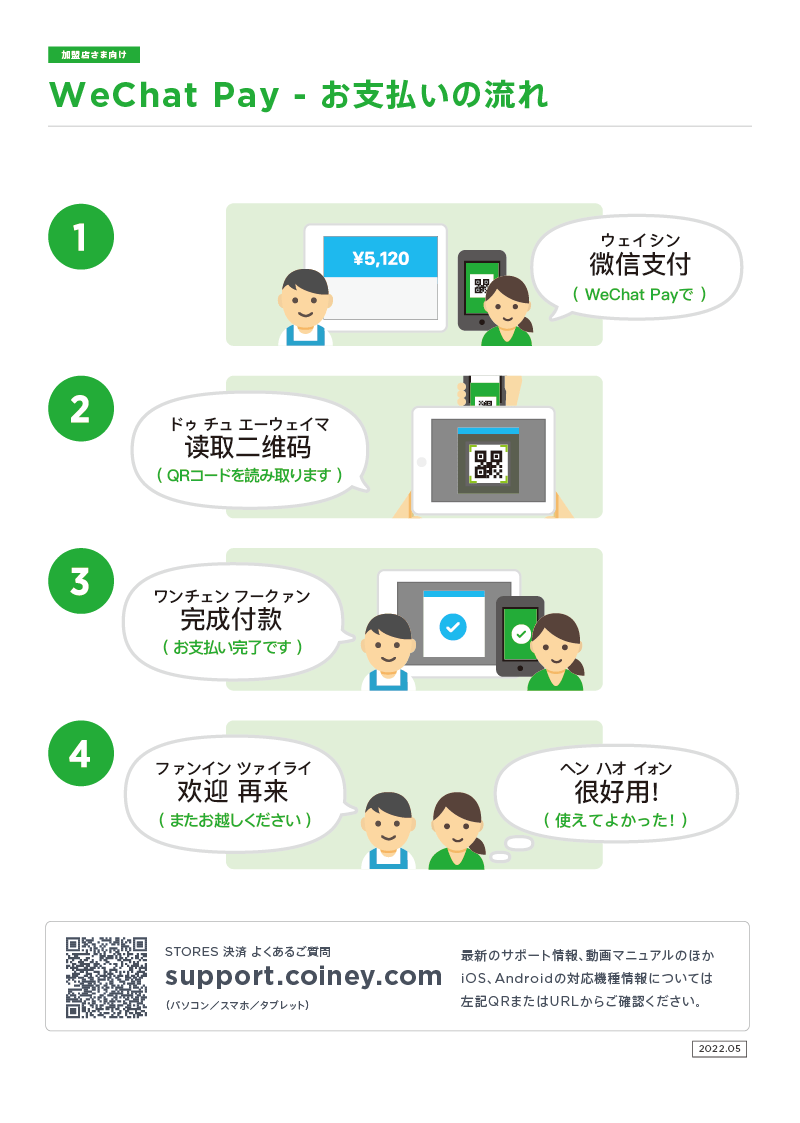 加盟店さま向け
WeChat Pay - お支払いの流れ
1
¥5,120
ウェイシン
微信支付
( WeChat Payで )
2
ドゥ チュ エーウェイマ
读取二维码
( QRコードを読み取ります )
3
ワンチェン フークァン
完成付款
( お支払い完了です )
4
ファンイン ツァイライ
欢迎 再来
( またお越しください )
ヘン ハオ イォン
很好用!
( 使えてよかった! )
STORES 決済 よくあるご質問
support.coiney.com
(パソコン／スマホ／タブレット)
最新のサポート情報、動画マニュアルのほか
iOS、Androidの対応機種情報については
左記QRまたはURLからご確認ください。
2022.05